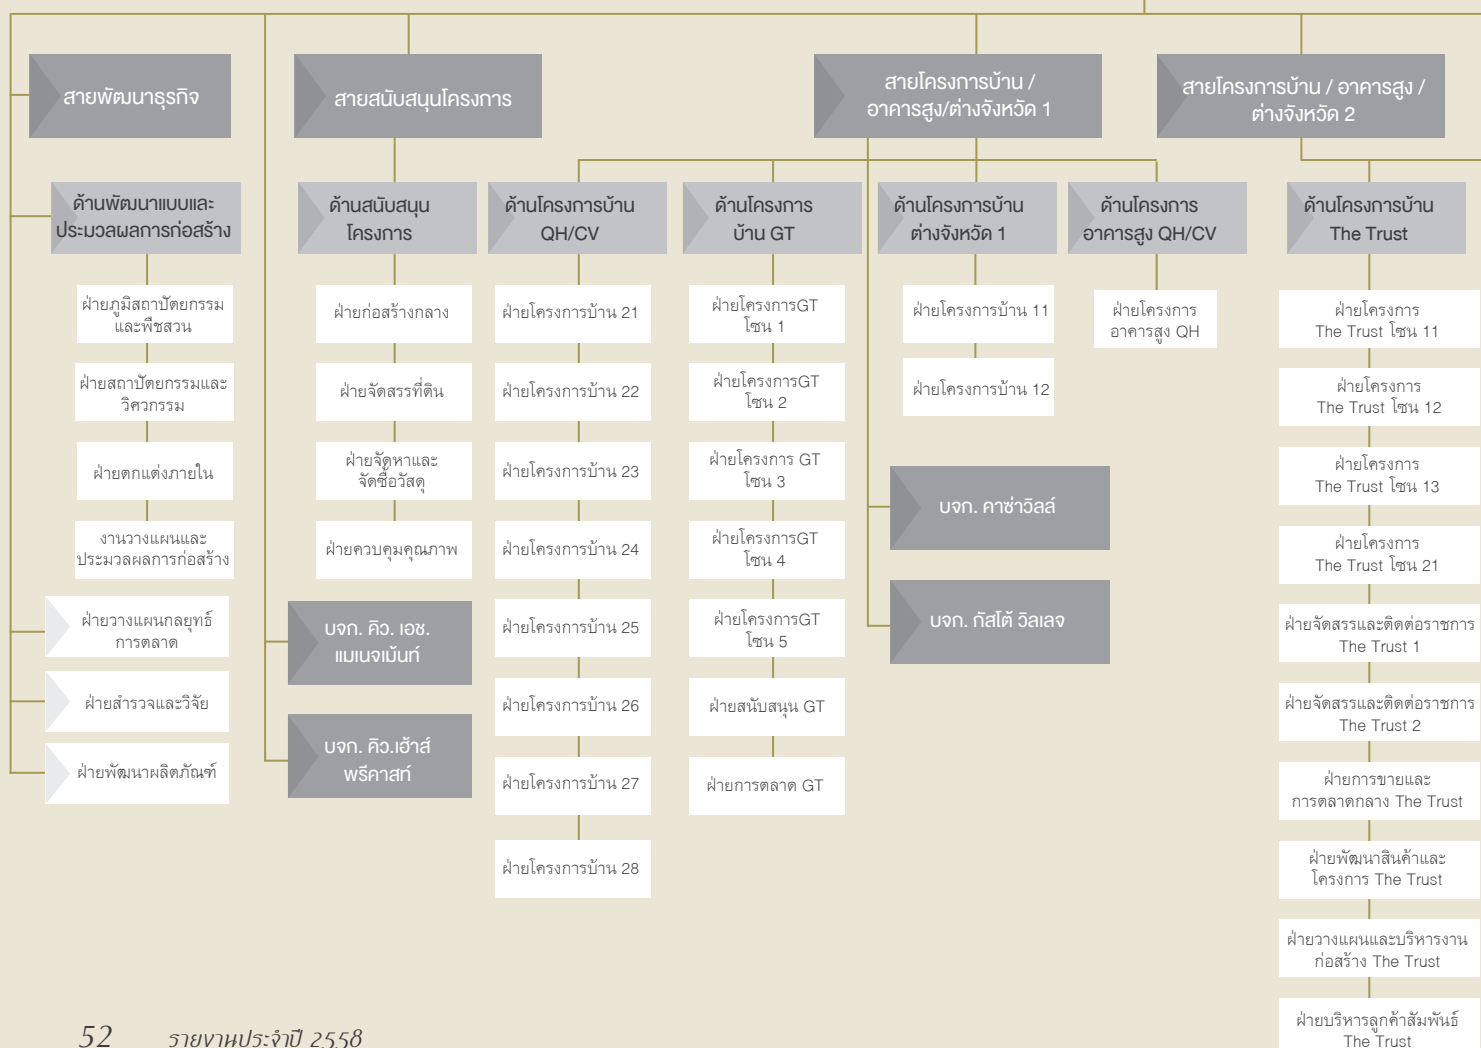 สายพัฒนาธุรกิจ
สายสนับสนุนโครงการ
สายโครงการบ้าน /
อาคารสูง/ต่างจังหวัด 1
สายโครงการบ้าน / อาคารสูง /
ต่างจังหวัด 2
ด้านพัฒนาแบบและ
ประมวลผลการก่อสร้าง
ฝ่ายภูมิสถาปัตยกรรม
และพืชสวน
ฝ่ายสถาปัตยกรรมและ
วิศวกรรม
ฝ่ายตกแต่งภายใน
งานวางแผนและ
ประมวลผลการก่อสร้าง
ฝ่ายวางแผนกลยุทธ์
การตลาด
ฝ่ายสำรวจและวิจัย
ฝ่ายพัฒนาผลิตภัณฑ์
ด้านสนับสนุน
โครงการ
ฝ่ายก่อสร้างกลาง
ฝ่ายจัดสรรที่ดิน
ฝ่ายจัดหาและ
จัดซื้อวัสดุ
ฝ่ายควบคุมคุณภาพ
บจก. คิว. เอช.
แมเนจเม้นท์
บจก. คิว.เฮ้าส์
พรีคาสท์
ด้านโครงการบ้าน
QH/CV
ฝ่ายโครงการบ้าน 21
ฝ่ายโครงการบ้าน 22
ฝ่ายโครงการบ้าน 23
ฝ่ายโครงการบ้าน 24
ฝ่ายโครงการบ้าน 25
ฝ่ายโครงการบ้าน 26
ฝ่ายโครงการบ้าน 27
ฝ่ายโครงการบ้าน 28
ด้านโครงการ
บ้าน GT
ฝ่ายโครงการGT
โซน 1
ฝ่ายโครงการGT
โซน 2
ฝ่ายโครงการ GT
โซน 3
ฝ่ายโครงการGT
โซน 4
ฝ่ายโครงการGT
โซน 5
ฝ่ายสนับสนุน GT
ฝ่ายการตลาด GT
ด้านโครงการบ้าน
ต่างจังหวัด 1
ฝ่ายโครงการบ้าน 11
ฝ่ายโครงการบ้าน 12
บจก. คาซ่าวิลล์
บจก. กัสโต้ วิลเลจ
ด้านโครงการ
อาคารสูง QH/CV
ฝ่ายโครงการ
อาคารสูง QH
ด้านโครงการบ้าน
The Trust
ฝ่ายโครงการ
The Trust โซน 11
ฝ่ายโครงการ
The Trust โซน 12
ฝ่ายโครงการ
The Trust โซน 13
ฝ่ายโครงการ
The Trust โซน 21
ฝ่ายจัดสรรและติดต่อราชการ
The Trust 1
ฝ่ายจัดสรรและติดต่อราชการ
The Trust 2
ฝ่ายการขายและ
การตลาดกลาง The Trust
ฝ่ายพัฒนาสินค้าและ
โครงการ The Trust
ฝ่ายวางแผนและบริหารงาน
ก่อสร้าง The Trust
ฝ่ายบริหารลูกค้าสัมพันธ์
The Trust
52 รายงานประจำปี 2558